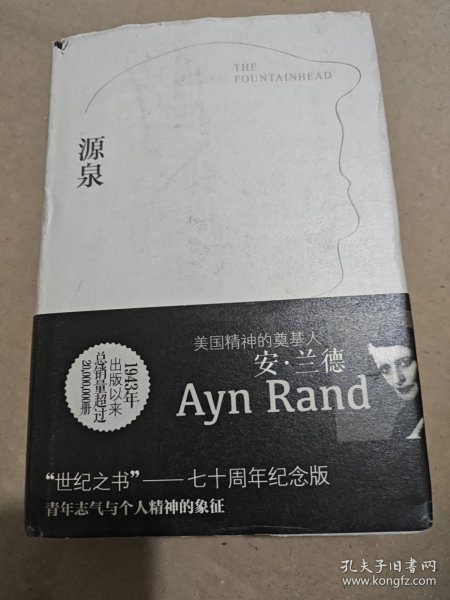 THE
FOUNTAINHEAD
源泉
美国精神的奠基人
安·兰德
Ayn Rand
1943年
出版以来
总销量超过
20,000,000册
“世纪之书”——七十周年纪念版
青年志气与个人精神的象征
孔夫子旧书网
www.kongfz.com